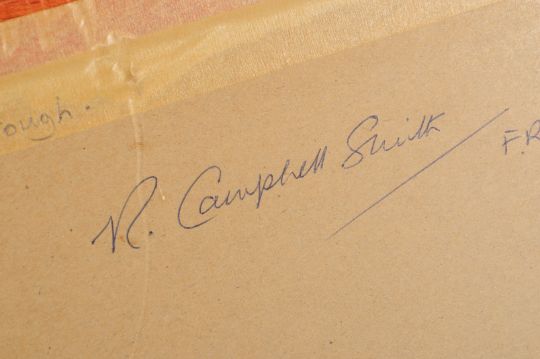 ough.
R. Campbell Smith
F.R